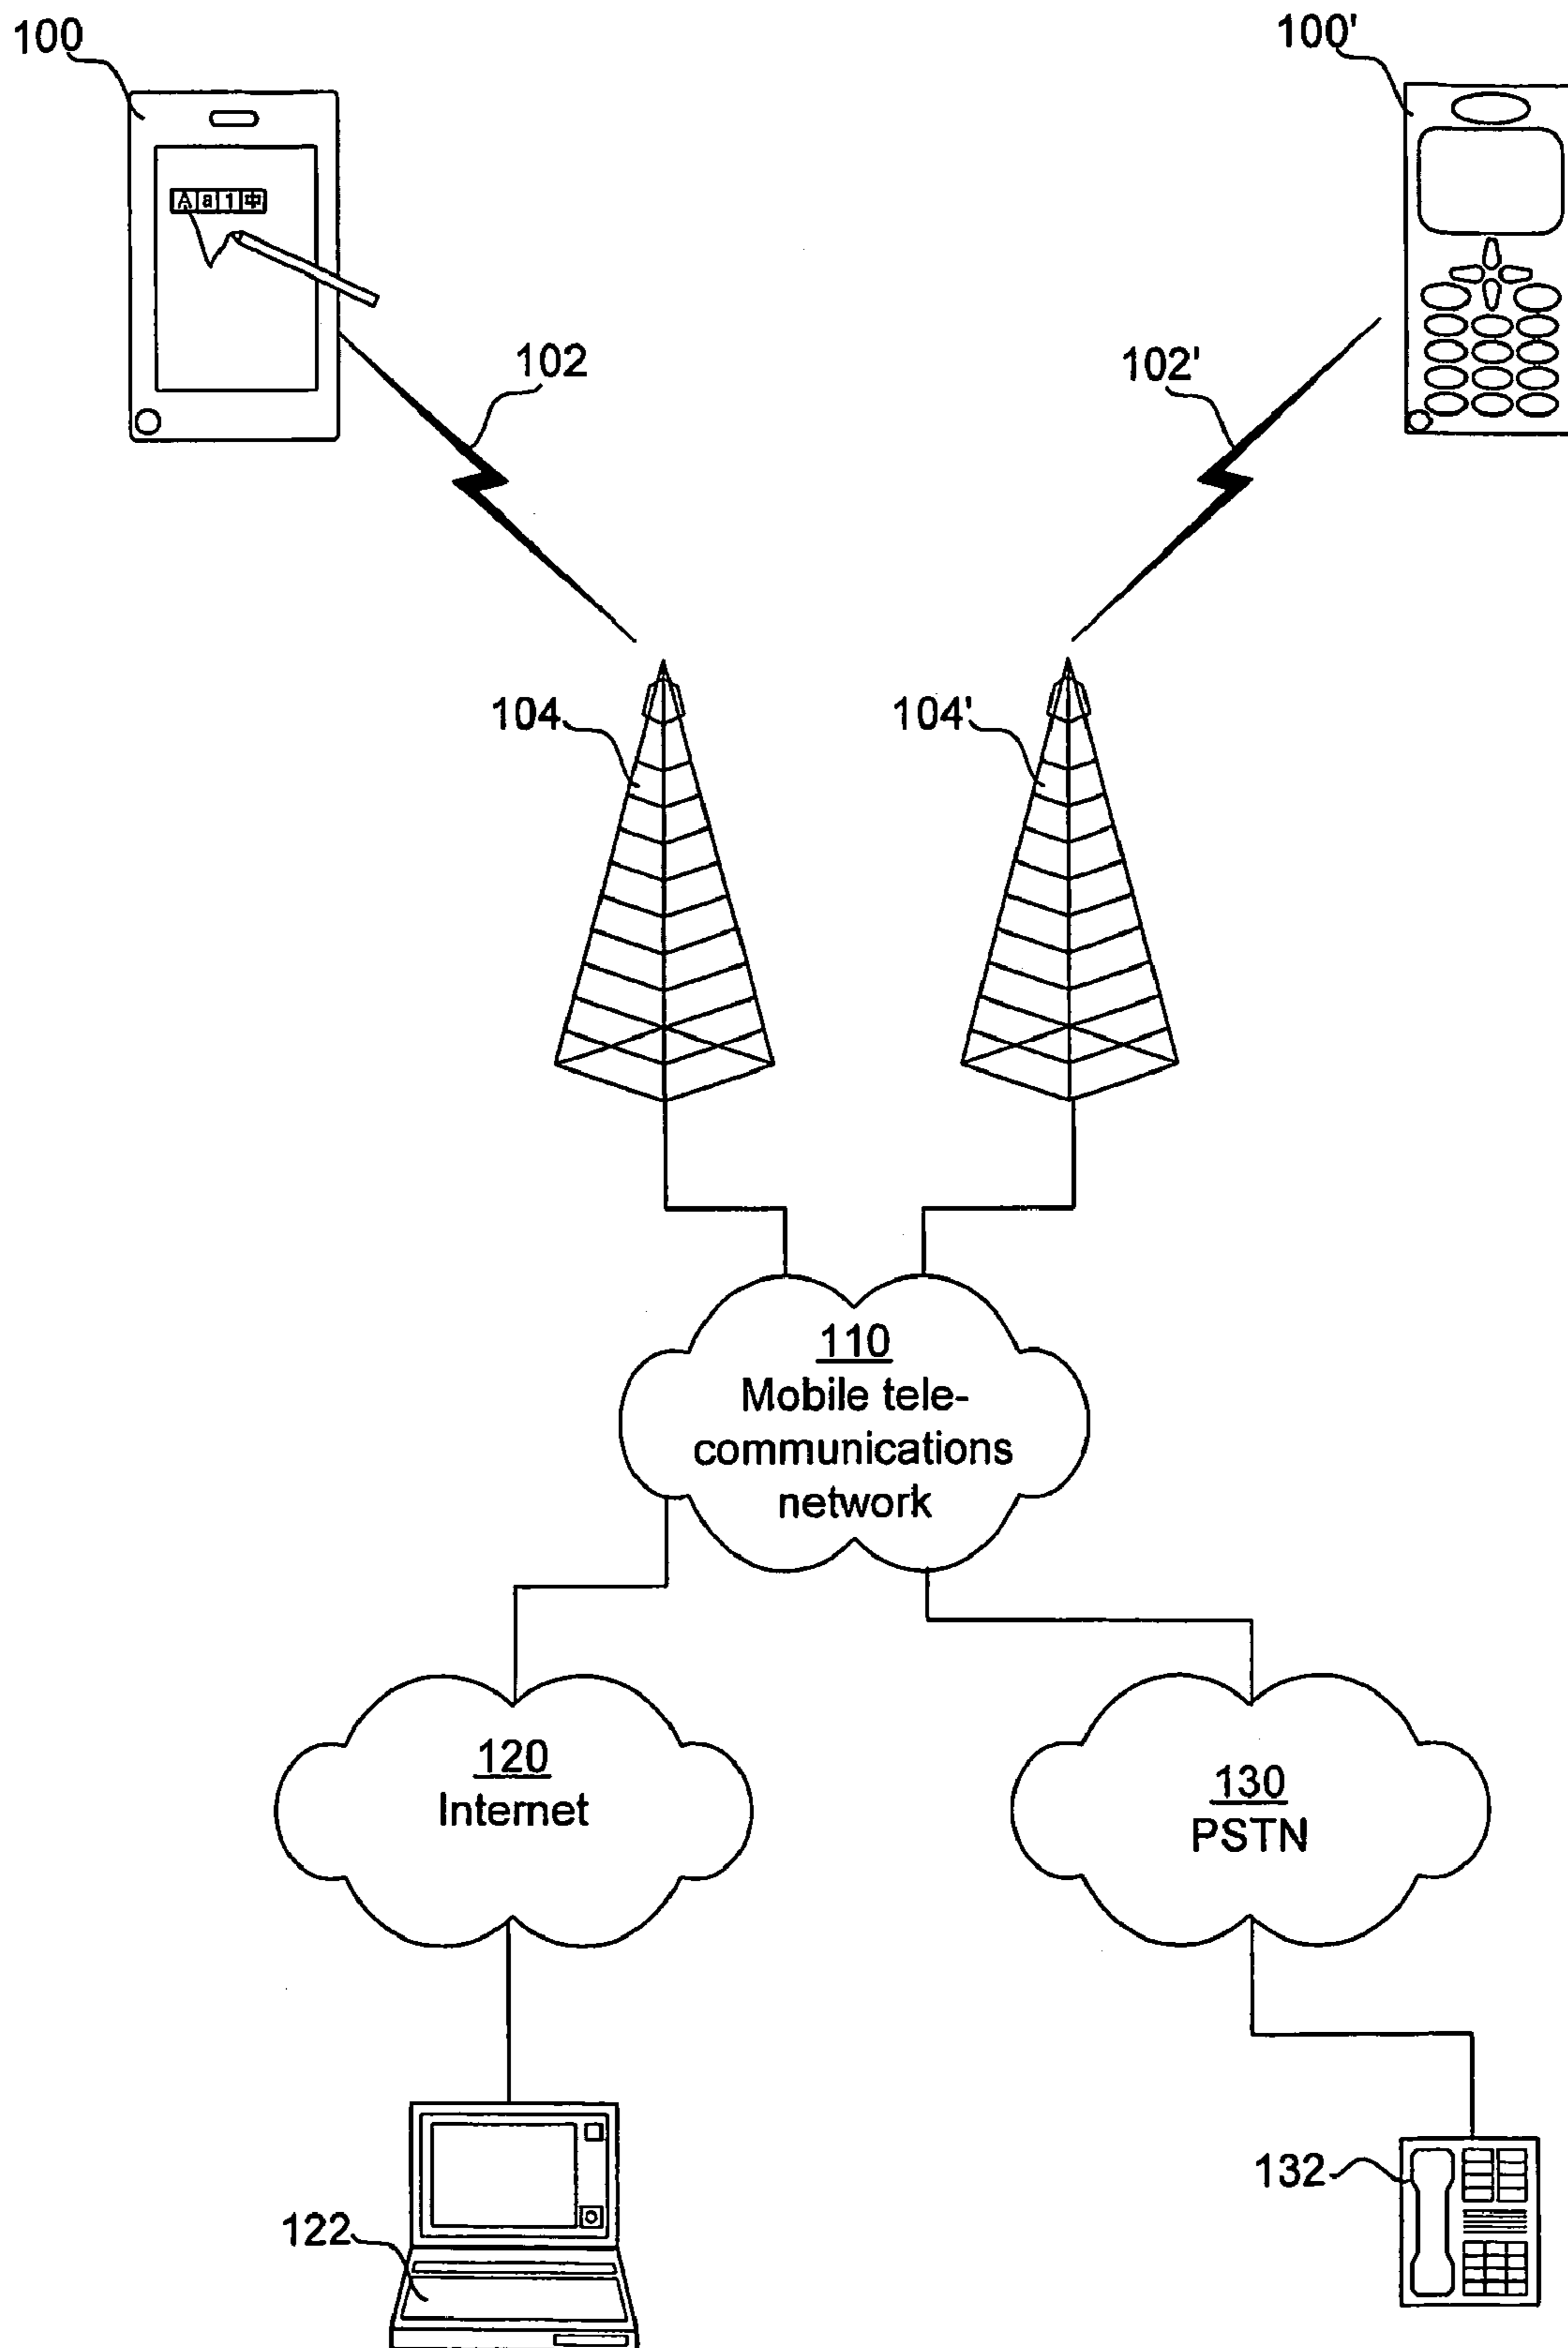 100
100'
A a 1 中
102
102'
104
104'
110
Mobile tele-
communications
network
120
Internet
130
PSTN
132
122